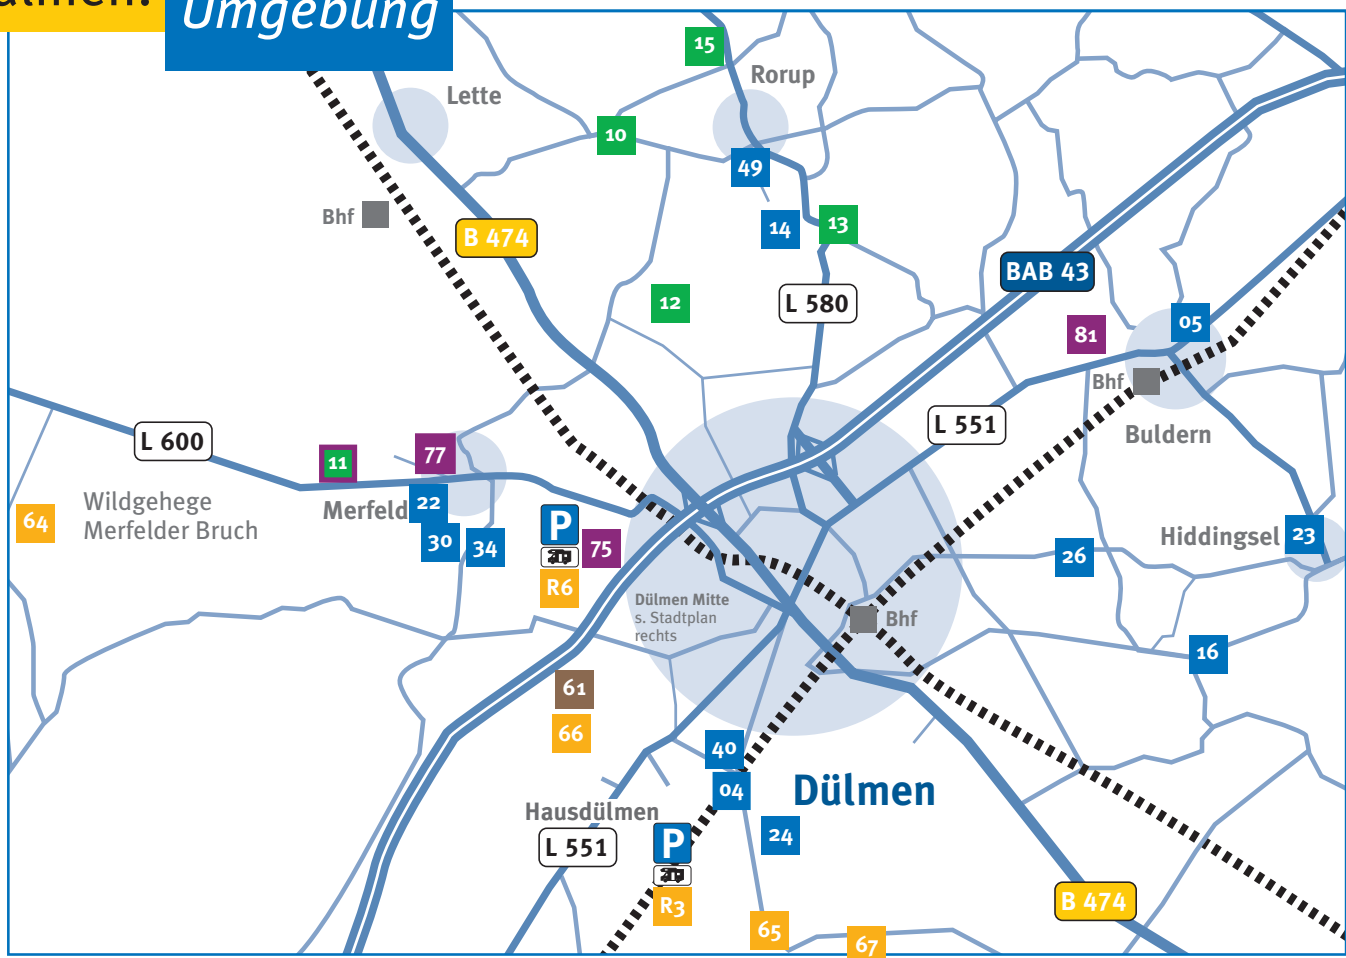 Umgebung
15
Rorup
Lette
10
49
Bhf
B 474
14
13
BAB 43
12
L 580
05
81
Bhf
L 551
Buldern
L 600
77
11
Wildgehege
Merfelder Bruch
64
Merfeld
22
30
34
P
75
R6
Hiddingsel
23
26
Dülmen Mitte
s. Stadtplan
rechts
Bhf
16
61
66
40
04
Dülmen
Hausdülmen
24
P
L 551
R3
B 474
65
67